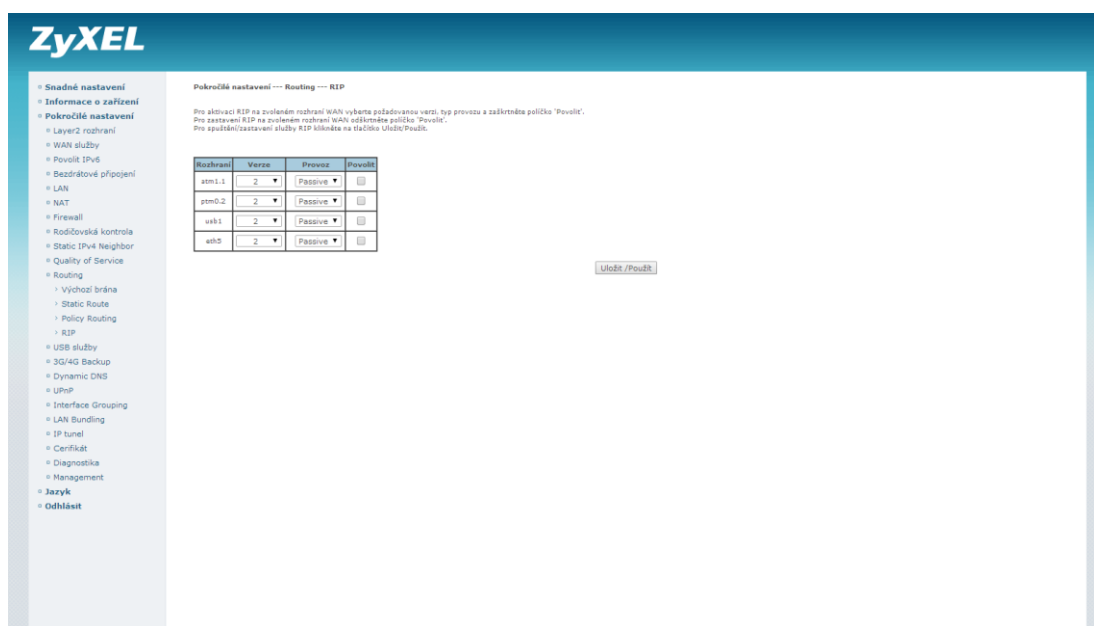 ZyXEL
Snadné nastavení
Informace o zařízení
Pokročilé nastavení
Layer2 rozhraní
WAN služby
Povolit IPv6
Bezdrátové připojení
LAN
NAT
Firewall
Rodičovská kontrola
Static IPv4 Neighbor
Quality of Service
Routing
Výchozí brána
Static Route
Policy Routing
RIP
USB služby
3G/4G Backup
Dynamic DNS
UPnP
Interface Grouping
LAN Bundling
IP tunel
Cerifikát
Diagnostika
Management
Jazyk
Odhlásit
Pokročilé nastavení --- Routing --- RIP
Pro aktivaci RIP na zvoleném rozhraní WAN vyberte požadovanou verzi, typ provozu a zaškrtněte políčko 'Povolit'.
Pro zastavení RIP na zvoleném rozhraní WAN odškrtněte políčko 'Povolit'.
Pro spuštění/zastavení služby RIP klikněte na tlačítko Uložit/Použít.
Rozhraní Verze Provoz Povolit
atm1.1 2 Passive
ptm0.2 2 Passive
usb1 2 Passive
eth5 2 Passive
Uložit /Použít